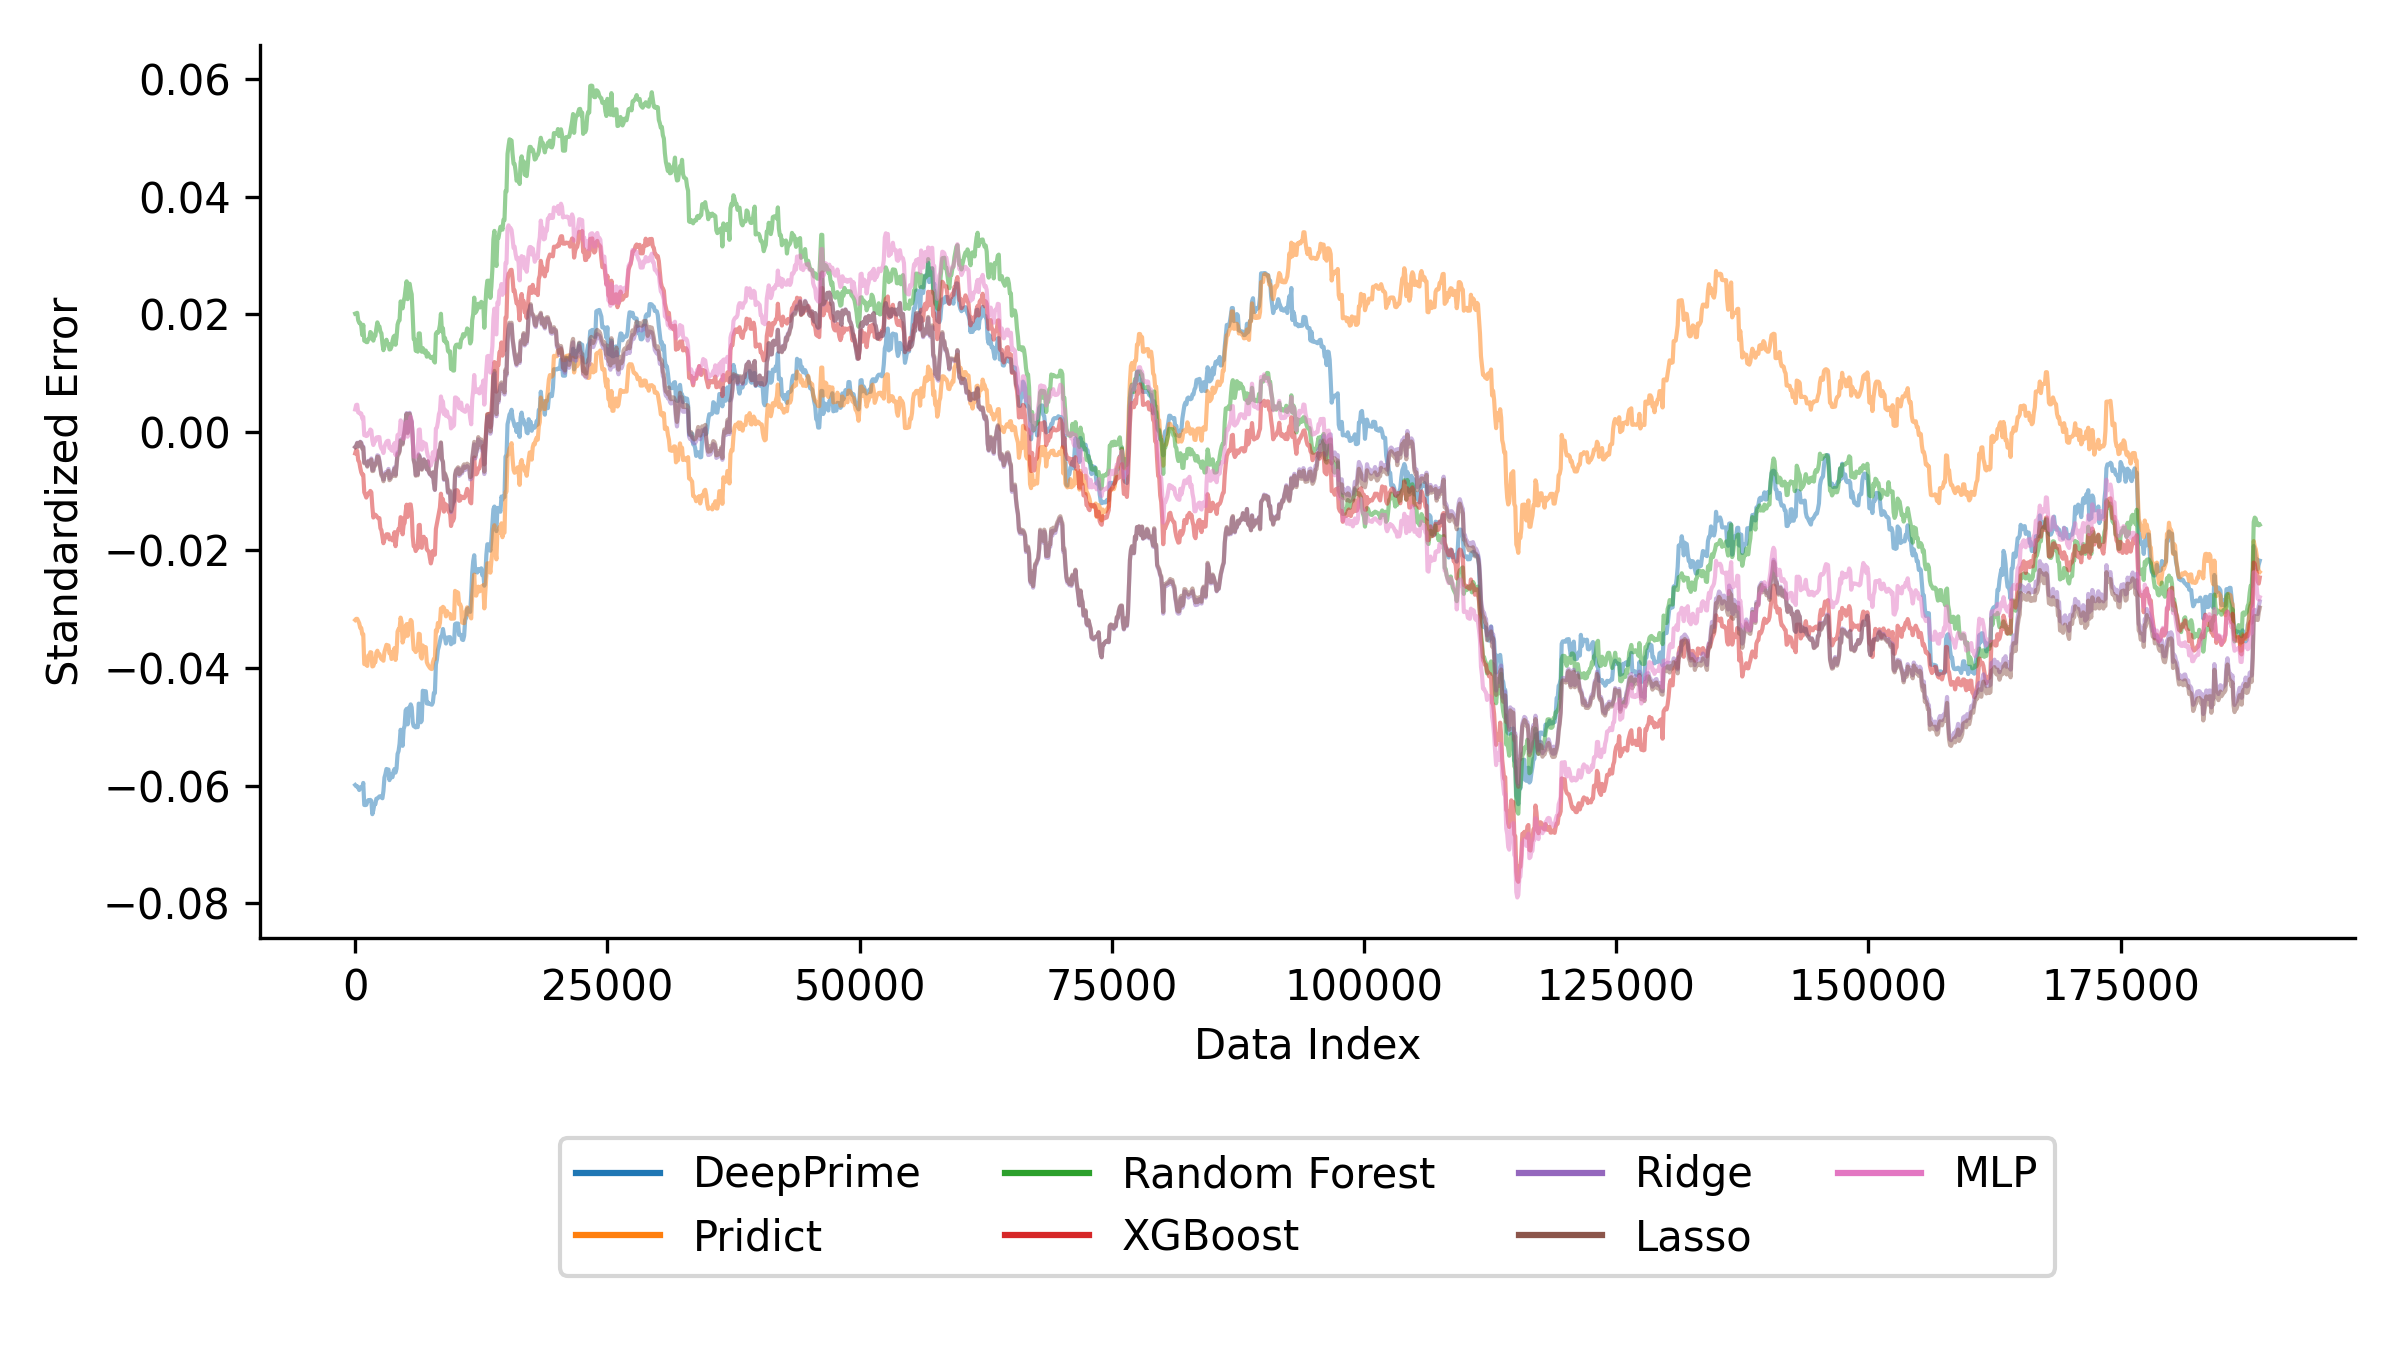 Standardized Error
0.06
0.04
0.02
0.00
−0.02
−0.04
−0.06
−0.08
0 25000 50000 75000 100000 125000 150000 175000
Data Index
DeepPrime Random Forest Ridge MLP
Pridict XGBoost Lasso